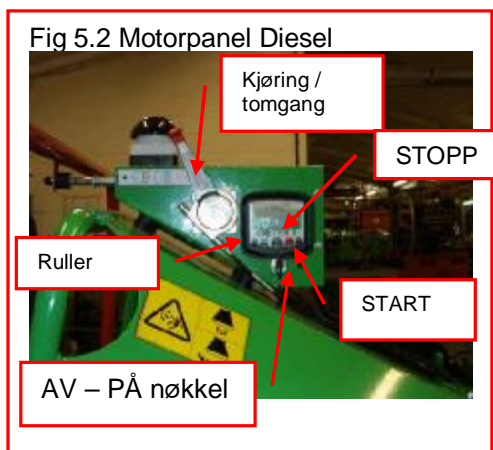 Fig 5.2 Motorpanel Diesel
Kjøring /
tomgang
STOPP
Ruller
START
AV – PÅ nøkkel